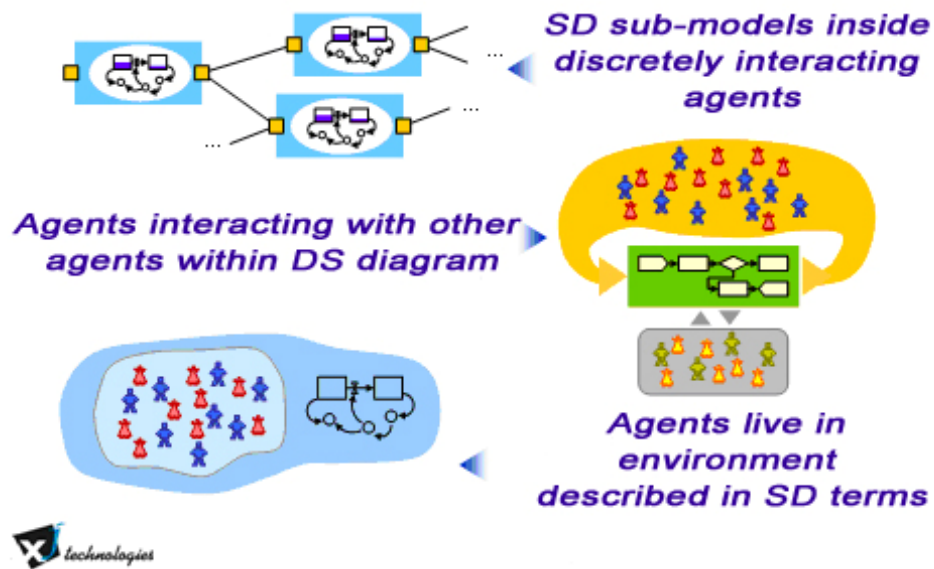 SD sub-models inside
discretely interacting
agents
...
...
...
Agents interacting with other
agents within DS diagram
Agents live in
environment
described in SD terms
xj technologies